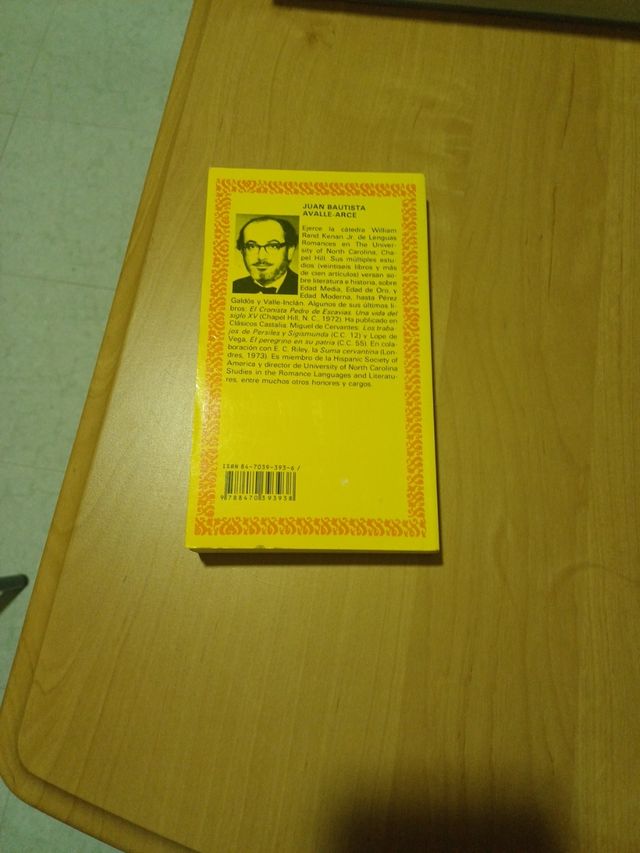 JUAN BAUTISTA
AVALLE-ARCE
Ejerce la cátedra William
Rand Kenan Jr. de Lenguas
Romances en The Univer-
sity of North Carolina, Cha-
pel Hill. Sus múltiples estu-
dios (veintiséis libros y más
de cien artículos) versan so-
bre literatura e historia, sobre
Edad Media, Edad de Oro, y
Edad Moderna, hasta Pérez
Galdós y Valle-Inclán. Algunos de sus últimos li-
bros: El Cronista Pedro de Escavias. Una vida del
siglo XV (Chapel Hill, N. C., 1972). Ha publicado en
Clásicos Castalia: Miguel de Cervantes: Los traba-
jos de Persiles y Sigismunda (C.C. 12) y Lope de
Vega, El peregrino en su patria (C.C. 55). En cola-
boración con E. C. Riley, la Suma cervantina (Lon-
dres, 1973). Es miembro de la Hispanic Society of
America y director de University of North Carolina
Studies in the Romance Languages and Literatu-
res, entre muchos otros honores y cargos.
ISBN 84-7039-393-6 /
9788470393938